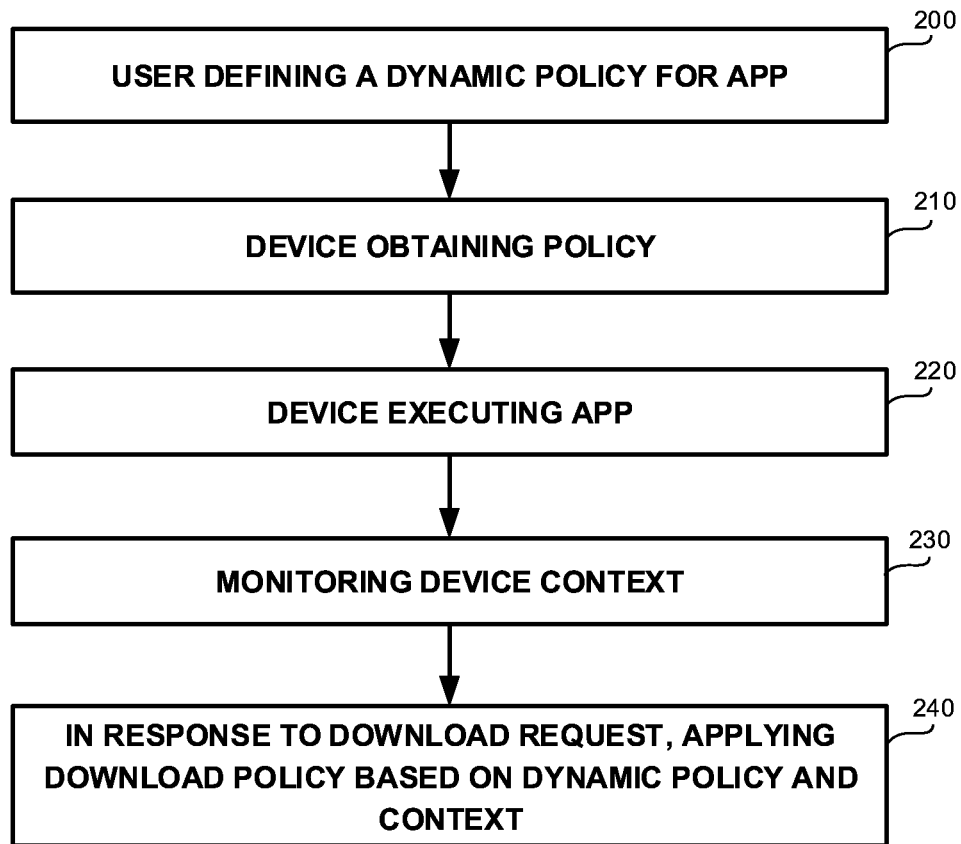 200
USER DEFINING A DYNAMIC POLICY FOR APP
210
DEVICE OBTAINING POLICY
220
DEVICE EXECUTING APP
230
MONITORING DEVICE CONTEXT
240
IN RESPONSE TO DOWNLOAD REQUEST, APPLYING
DOWNLOAD POLICY BASED ON DYNAMIC POLICY AND
CONTEXT